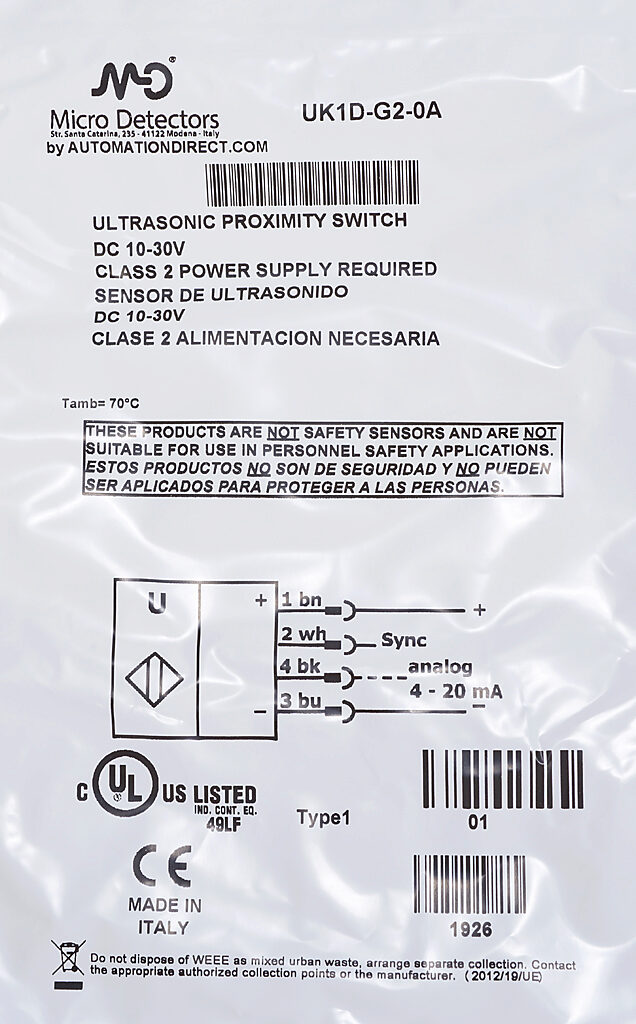 MD®
Micro Detectors
Str. Santa Caterina, 235 - 41122 Modena - Italy
by AUTOMATIONDIRECT.COM
UK1D-G2-0A
ULTRASONIC PROXIMITY SWITCH
DC 10-30V
CLASS 2 POWER SUPPLY REQUIRED
SENSOR DE ULTRASONIDO
DC 10-30V
CLASE 2 ALIMENTACION NECESARIA
Tamb= 70°C
THESE PRODUCTS ARE NOT SAFETY SENSORS AND ARE NOT
SUITABLE FOR USE IN PERSONNEL SAFETY APPLICATIONS.
ESTOS PRODUCTOS NO SON DE SEGURIDAD Y NO PUEDEN
SER APLICADOS PARA PROTEGER A LAS PERSONAS.
U + 1 bn +
2 wh Sync
4 bk analog
4 - 20 mA
- 3 bu -
C UL US LISTED
IND. CONT. EQ.
49LF
Type1
01
CE
MADE IN
ITALY
1926
Do not dispose of WEEE as mixed urban waste, arrange separate collection. Contact
the appropriate authorized collection points or the manufacturer. (2012/19/UE)